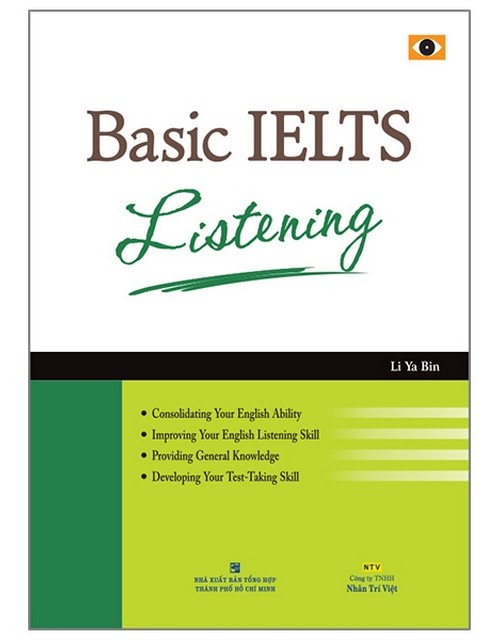 Basic IELTS
Listening
Li Ya Bin
• Consolidating Your English Ability
• Improving Your English Listening Skill
• Providing General Knowledge
• Developing Your Test-Taking Skill
NHÀ XUẤT BẢN TỔNG HỢP
THÀNH PHỐ HỒ CHÍ MINH
NTV
Công ty TNHH
Nhân Trí Việt